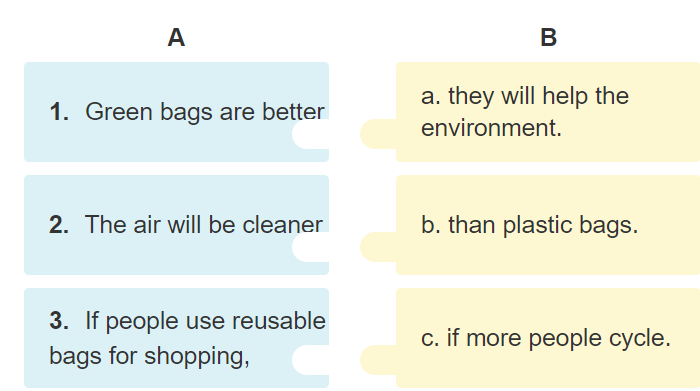 A
B
1. Green bags are better
a. they will help the
environment.
2. The air will be cleaner
b. than plastic bags.
3. If people use reusable
bags for shopping,
c. if more people cycle.